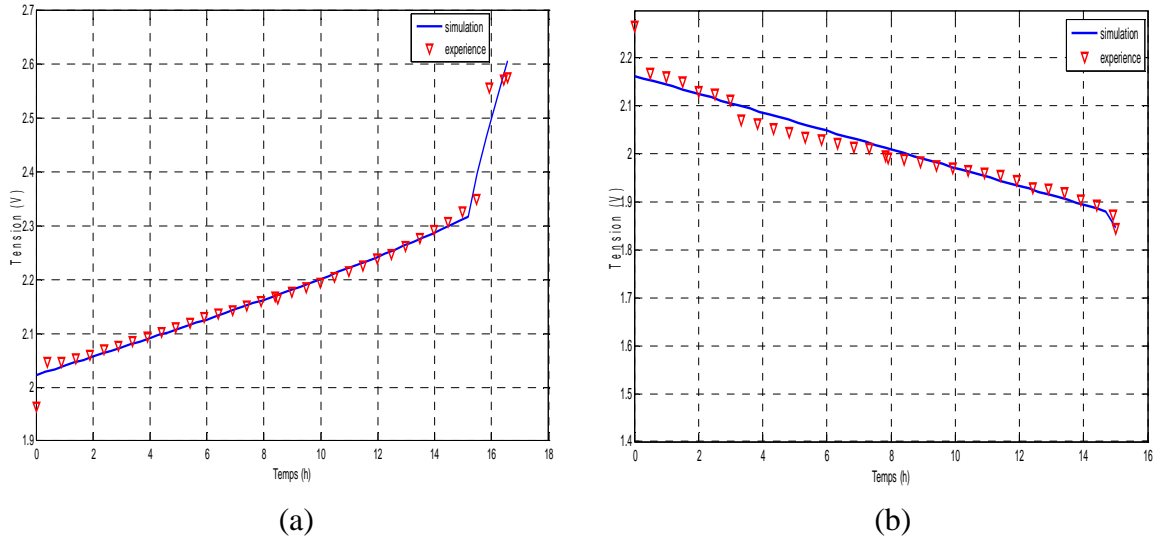 2.7
2.6
2.5
2.4
2.3
2.2
2.1
2
1.9
Tension (V)
0 2 4 6 8 10 12 14 16 18
Temps (h)
simulation
experience
(a)
2.2
2.1
2
1.9
1.8
1.7
1.6
1.5
1.4
Tension (V)
0 2 4 6 8 10 12 14 16
Temps (h)
simulation
experience
(b)